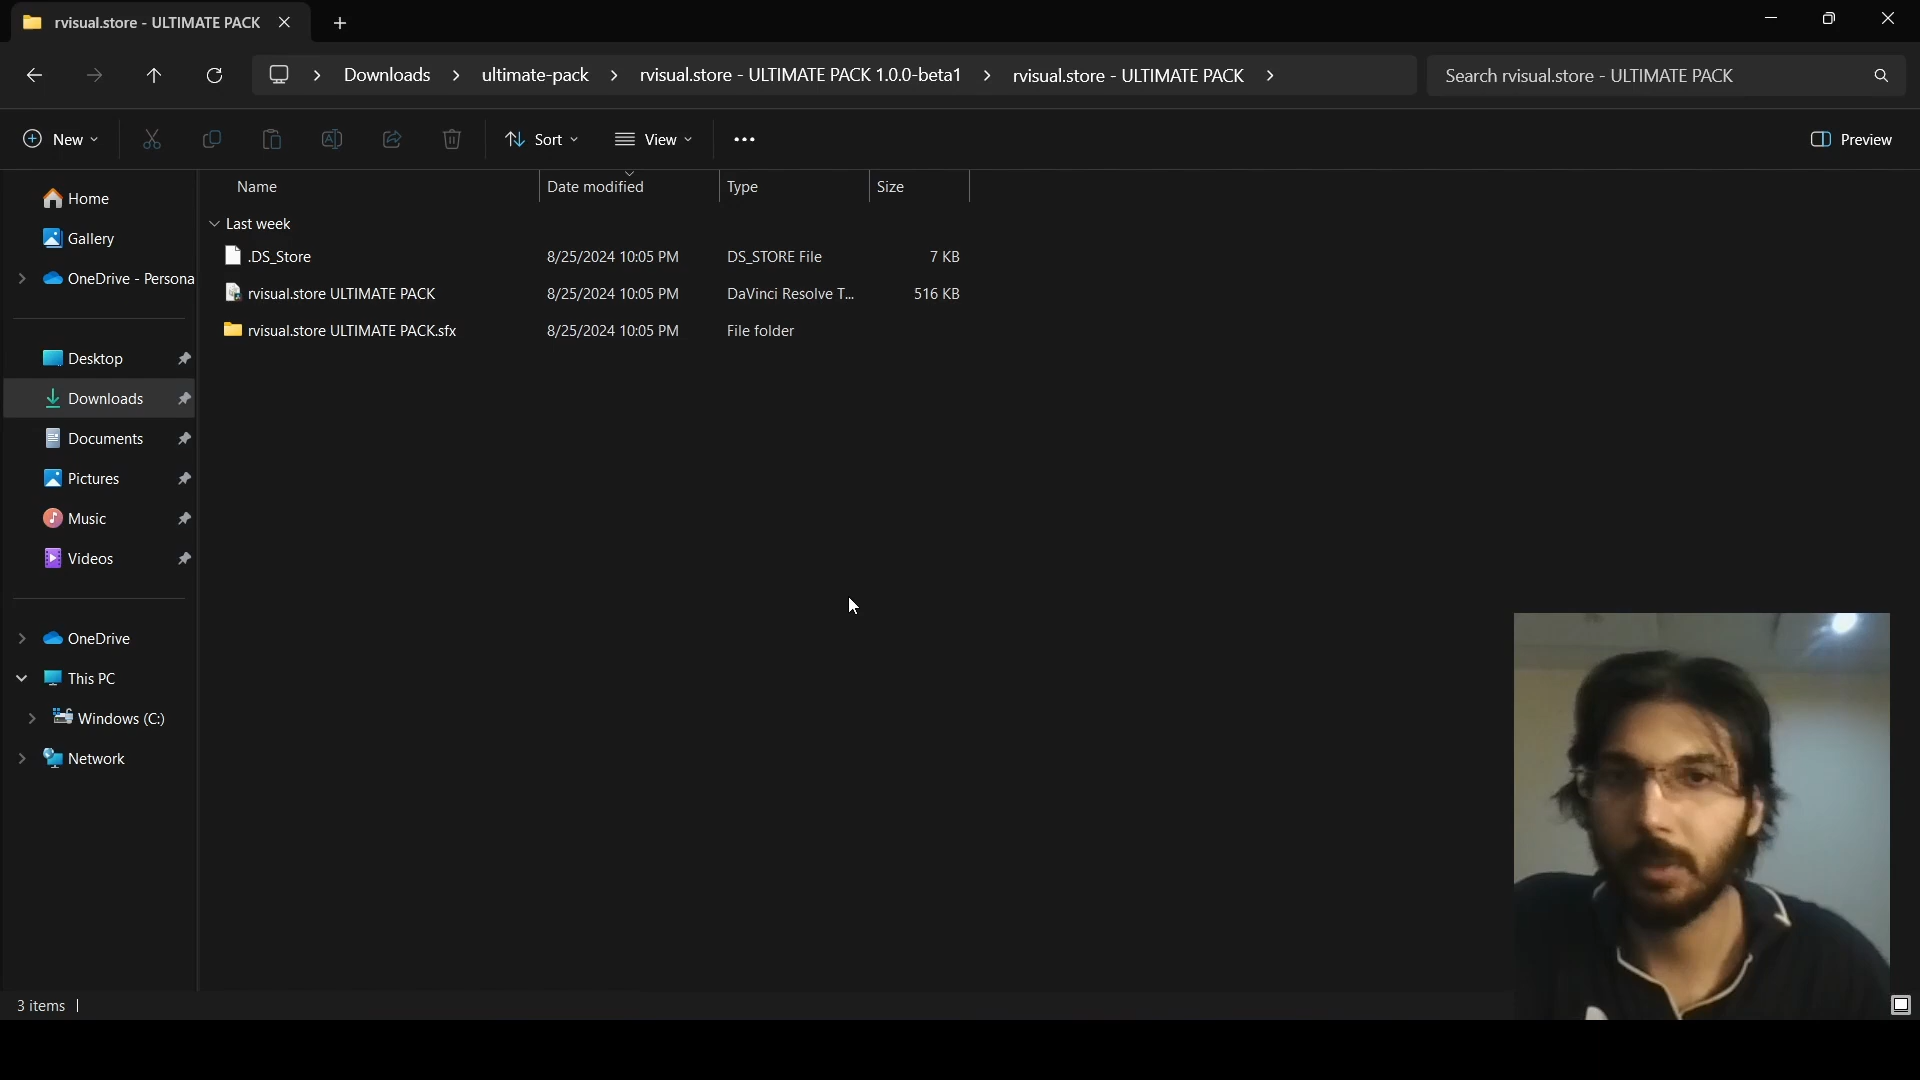 rvisual.store - ULTIMATE PACK
Downloads ultimate-pack rvisual.store - ULTIMATE PACK 1.0.0-beta1 rvisual.store - ULTIMATE PACK
Search rvisual.store - ULTIMATE PACK
New Sort View Preview
Name Date modified Type Size
Last week
.DS_Store 8/25/2024 10:05 PM DS_STORE File 7 KB
rvisual.store ULTIMATE PACK 8/25/2024 10:05 PM DaVinci Resolve T... 516 KB
rvisual.store ULTIMATE PACK.sfx 8/25/2024 10:05 PM File folder
Home
Gallery
OneDrive - Persona
Desktop
Downloads
Documents
Pictures
Music
Videos
OneDrive
This PC
Windows (C:)
Network
3 items